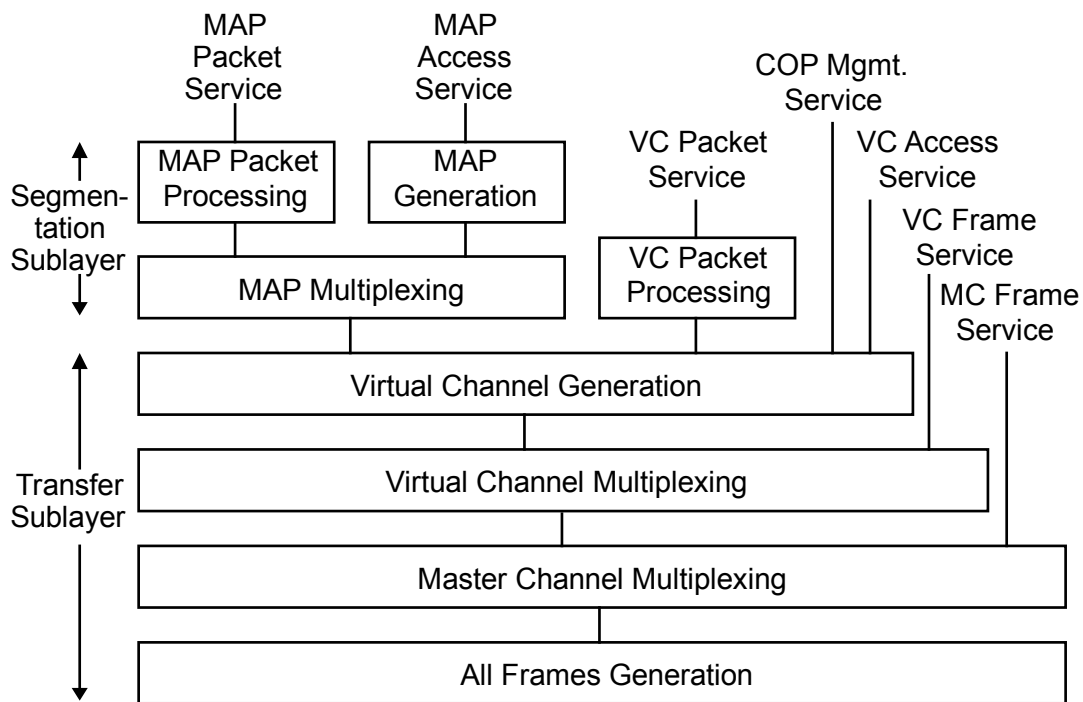 MAP
Packet
Service
MAP
Access
Service
COP Mgmt.
Service
VC Packet
Service
VC Access
Service
VC Frame
Service
MC Frame
Service
Segmen-
tation
Sublayer
MAP Packet
Processing
MAP
Generation
VC Packet
Processing
MAP Multiplexing
Transfer
Sublayer
Virtual Channel Generation
Virtual Channel Multiplexing
Master Channel Multiplexing
All Frames Generation